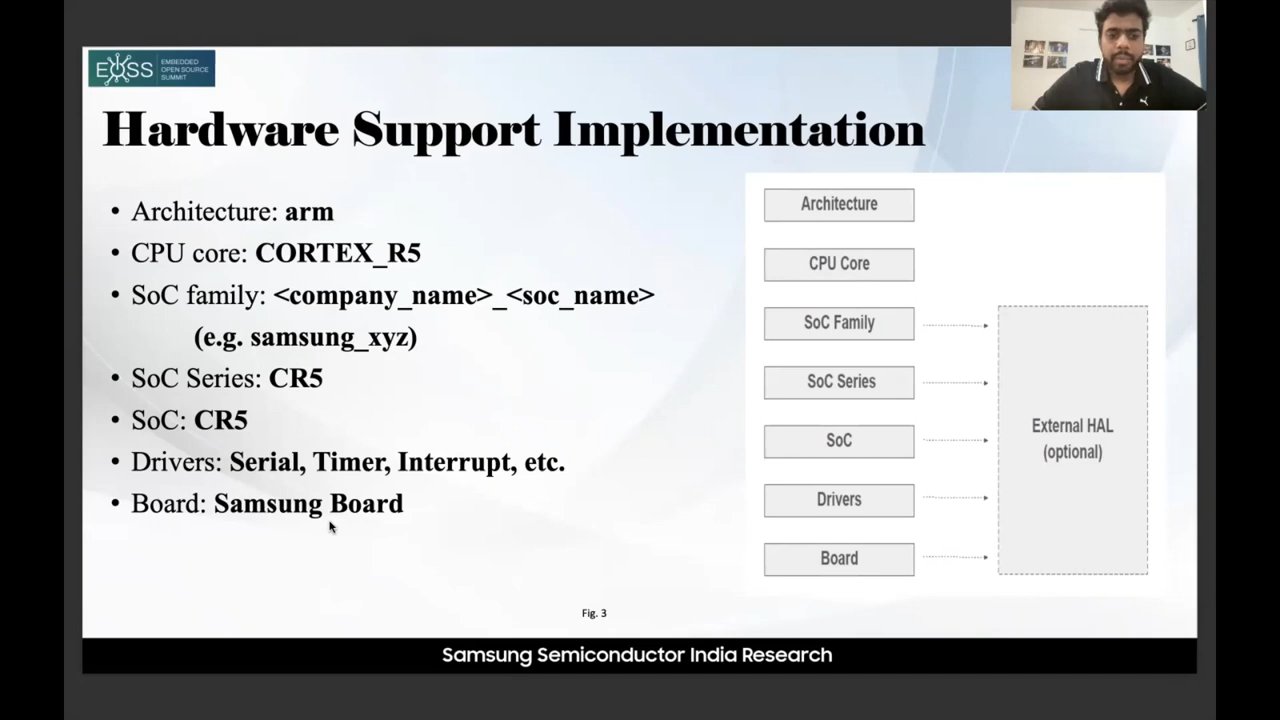 EOSS
EMBEDDED
OPEN SOURCE
SUMMIT
Hardware Support Implementation
• Architecture: arm
• CPU core: CORTEX_R5
• SoC family: <company_name>_<soc_name>
(e.g. samsung_xyz)
• SoC Series: CR5
• SoC: CR5
• Drivers: Serial, Timer, Interrupt, etc.
• Board: Samsung Board
Architecture
CPU Core
SoC Family
SoC Series
SoC
Drivers
Board
External HAL
(optional)
Fig. 3
Samsung Semiconductor India Research